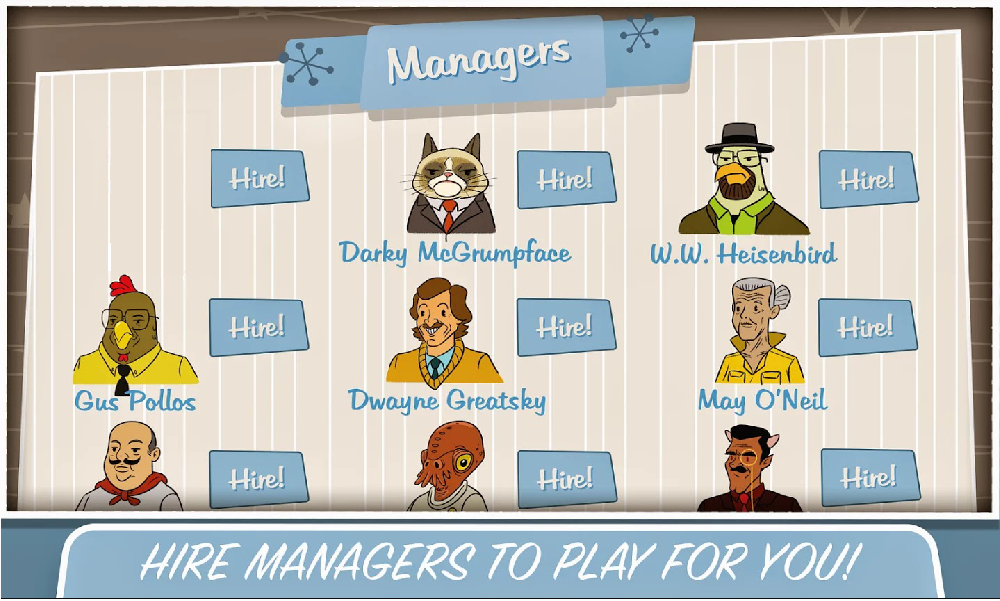 Managers
Hire!
Hire!
Hire!
Darky McGrumpface
W.W. Heisenbird
Hire!
Hire!
Hire!
Gus Pollos
Dwayne Greatsky
May O'Neil
Hire!
Hire!
Hire!
HIRE MANAGERS TO PLAY FOR YOU!